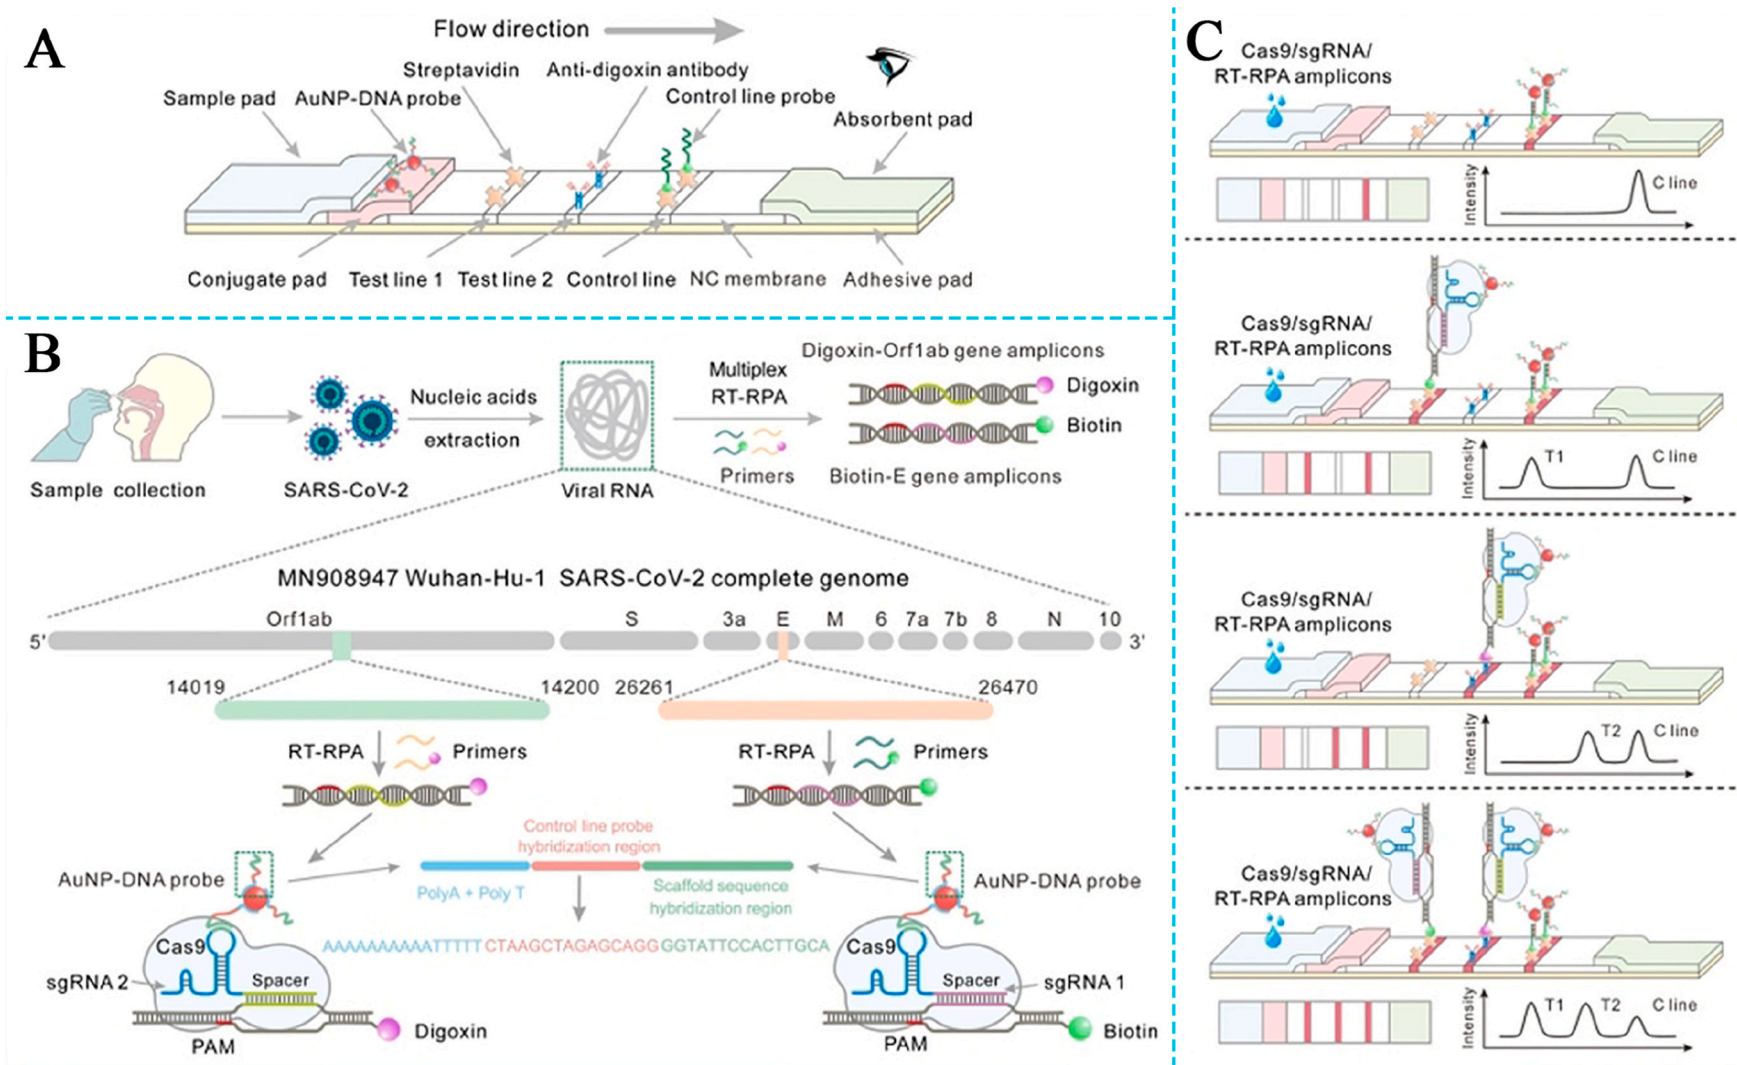 A
Flow direction
Streptavidin
Anti-digoxin antibody
Sample pad
AuNP-DNA probe
Control line probe
Absorbent pad
Conjugate pad
Test line 1
Test line 2
Control line
NC membrane
Adhesive pad
B
Sample collection
SARS-CoV-2
Nucleic acids
extraction
Viral RNA
Multiplex
RT-RPA
Primers
Digoxin-Orf1ab gene amplicons
Digoxin
Biotin
Biotin-E gene amplicons
MN908947 Wuhan-Hu-1 SARS-CoV-2 complete genome
Orf1ab
S
3a
E
M
6
7a
7b
8
N
10
5'
3'
14019
14200
26261
26470
RT-RPA
Primers
RT-RPA
Primers
Control line probe
hybridization region
AuNP-DNA probe
PolyA + Poly T
Scaffold sequence
hybridization region
AuNP-DNA probe
AAAAAAAAAATTTTT CTAAGCTAGAGCAGG GGTATTCCACTTGCA
Cas9
sgRNA 2
Spacer
Digoxin
PAM
Cas9
Spacer
sgRNA 1
Biotin
PAM
C
Cas9/sgRNA/
RT-RPA amplicons
Intensity
C line
Cas9/sgRNA/
RT-RPA amplicons
Intensity
T1
C line
Cas9/sgRNA/
RT-RPA amplicons
Intensity
T2
C line
Cas9/sgRNA/
RT-RPA amplicons
Intensity
T1
T2
C line